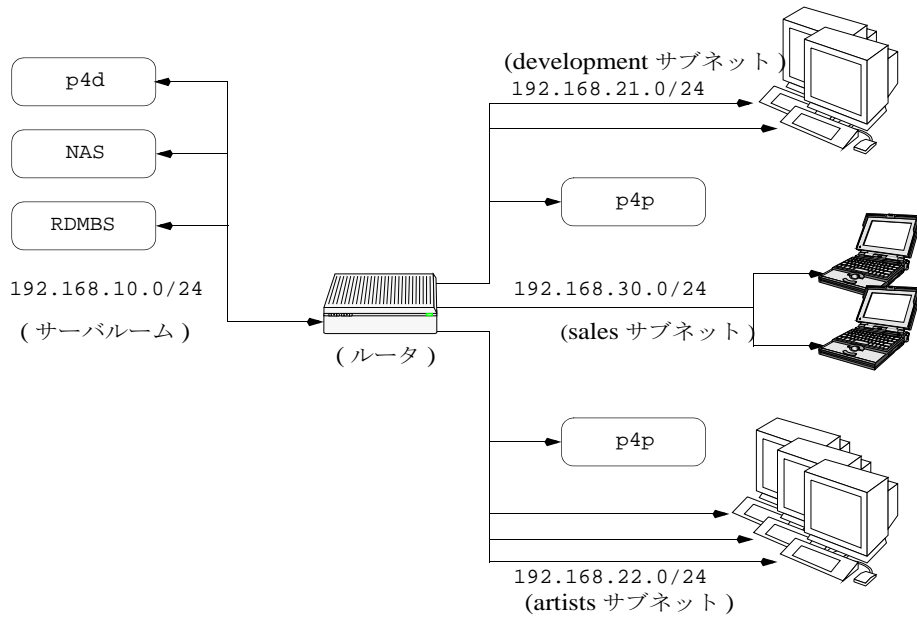 p4d
NAS
RDMBS
192.168.10.0/24
( サーバルーム )
( ルータ )
(development サブネット )
192.168.21.0/24
p4p
192.168.30.0/24
(sales サブネット )
p4p
192.168.22.0/24
(artists サブネット )